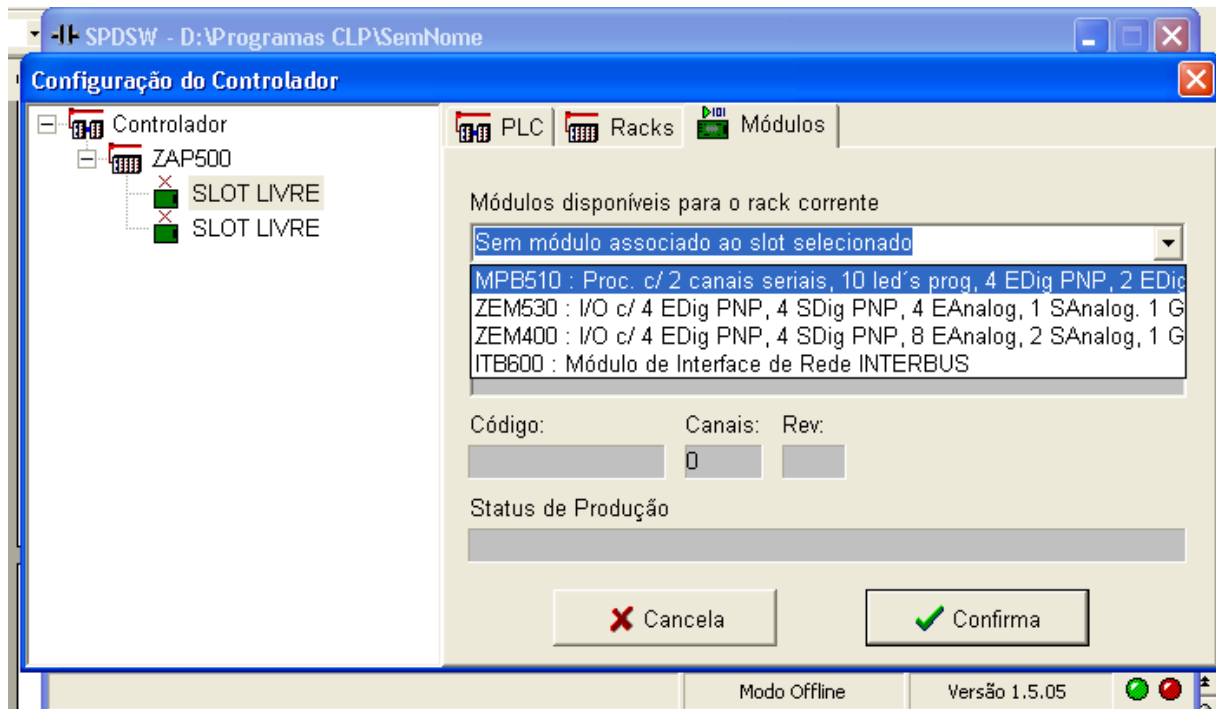 SPDSW - D:\Programas CLP\SemNome
Configuração do Controlador
Controlador
ZAP500
SLOT LIVRE
SLOT LIVRE
PLC
Racks
Módulos
Módulos disponíveis para o rack corrente
Sem módulo associado ao slot selecionado
MPB510 : Proc. c/ 2 canais seriais, 10 led´s prog, 4 EDig PNP, 2 EDig
ZEM530 : I/O c/ 4 EDig PNP, 4 SDig PNP, 4 EAnalog, 1 SAnalog. 1 G
ZEM400 : I/O c/ 4 EDig PNP, 4 SDig PNP, 8 EAnalog, 2 SAnalog, 1 G
ITB600 : Módulo de Interface de Rede INTERBUS
Código: Canais: Rev:
0
Status de Produção
Cancela Confirma
Modo Offline Versão 1.5.05